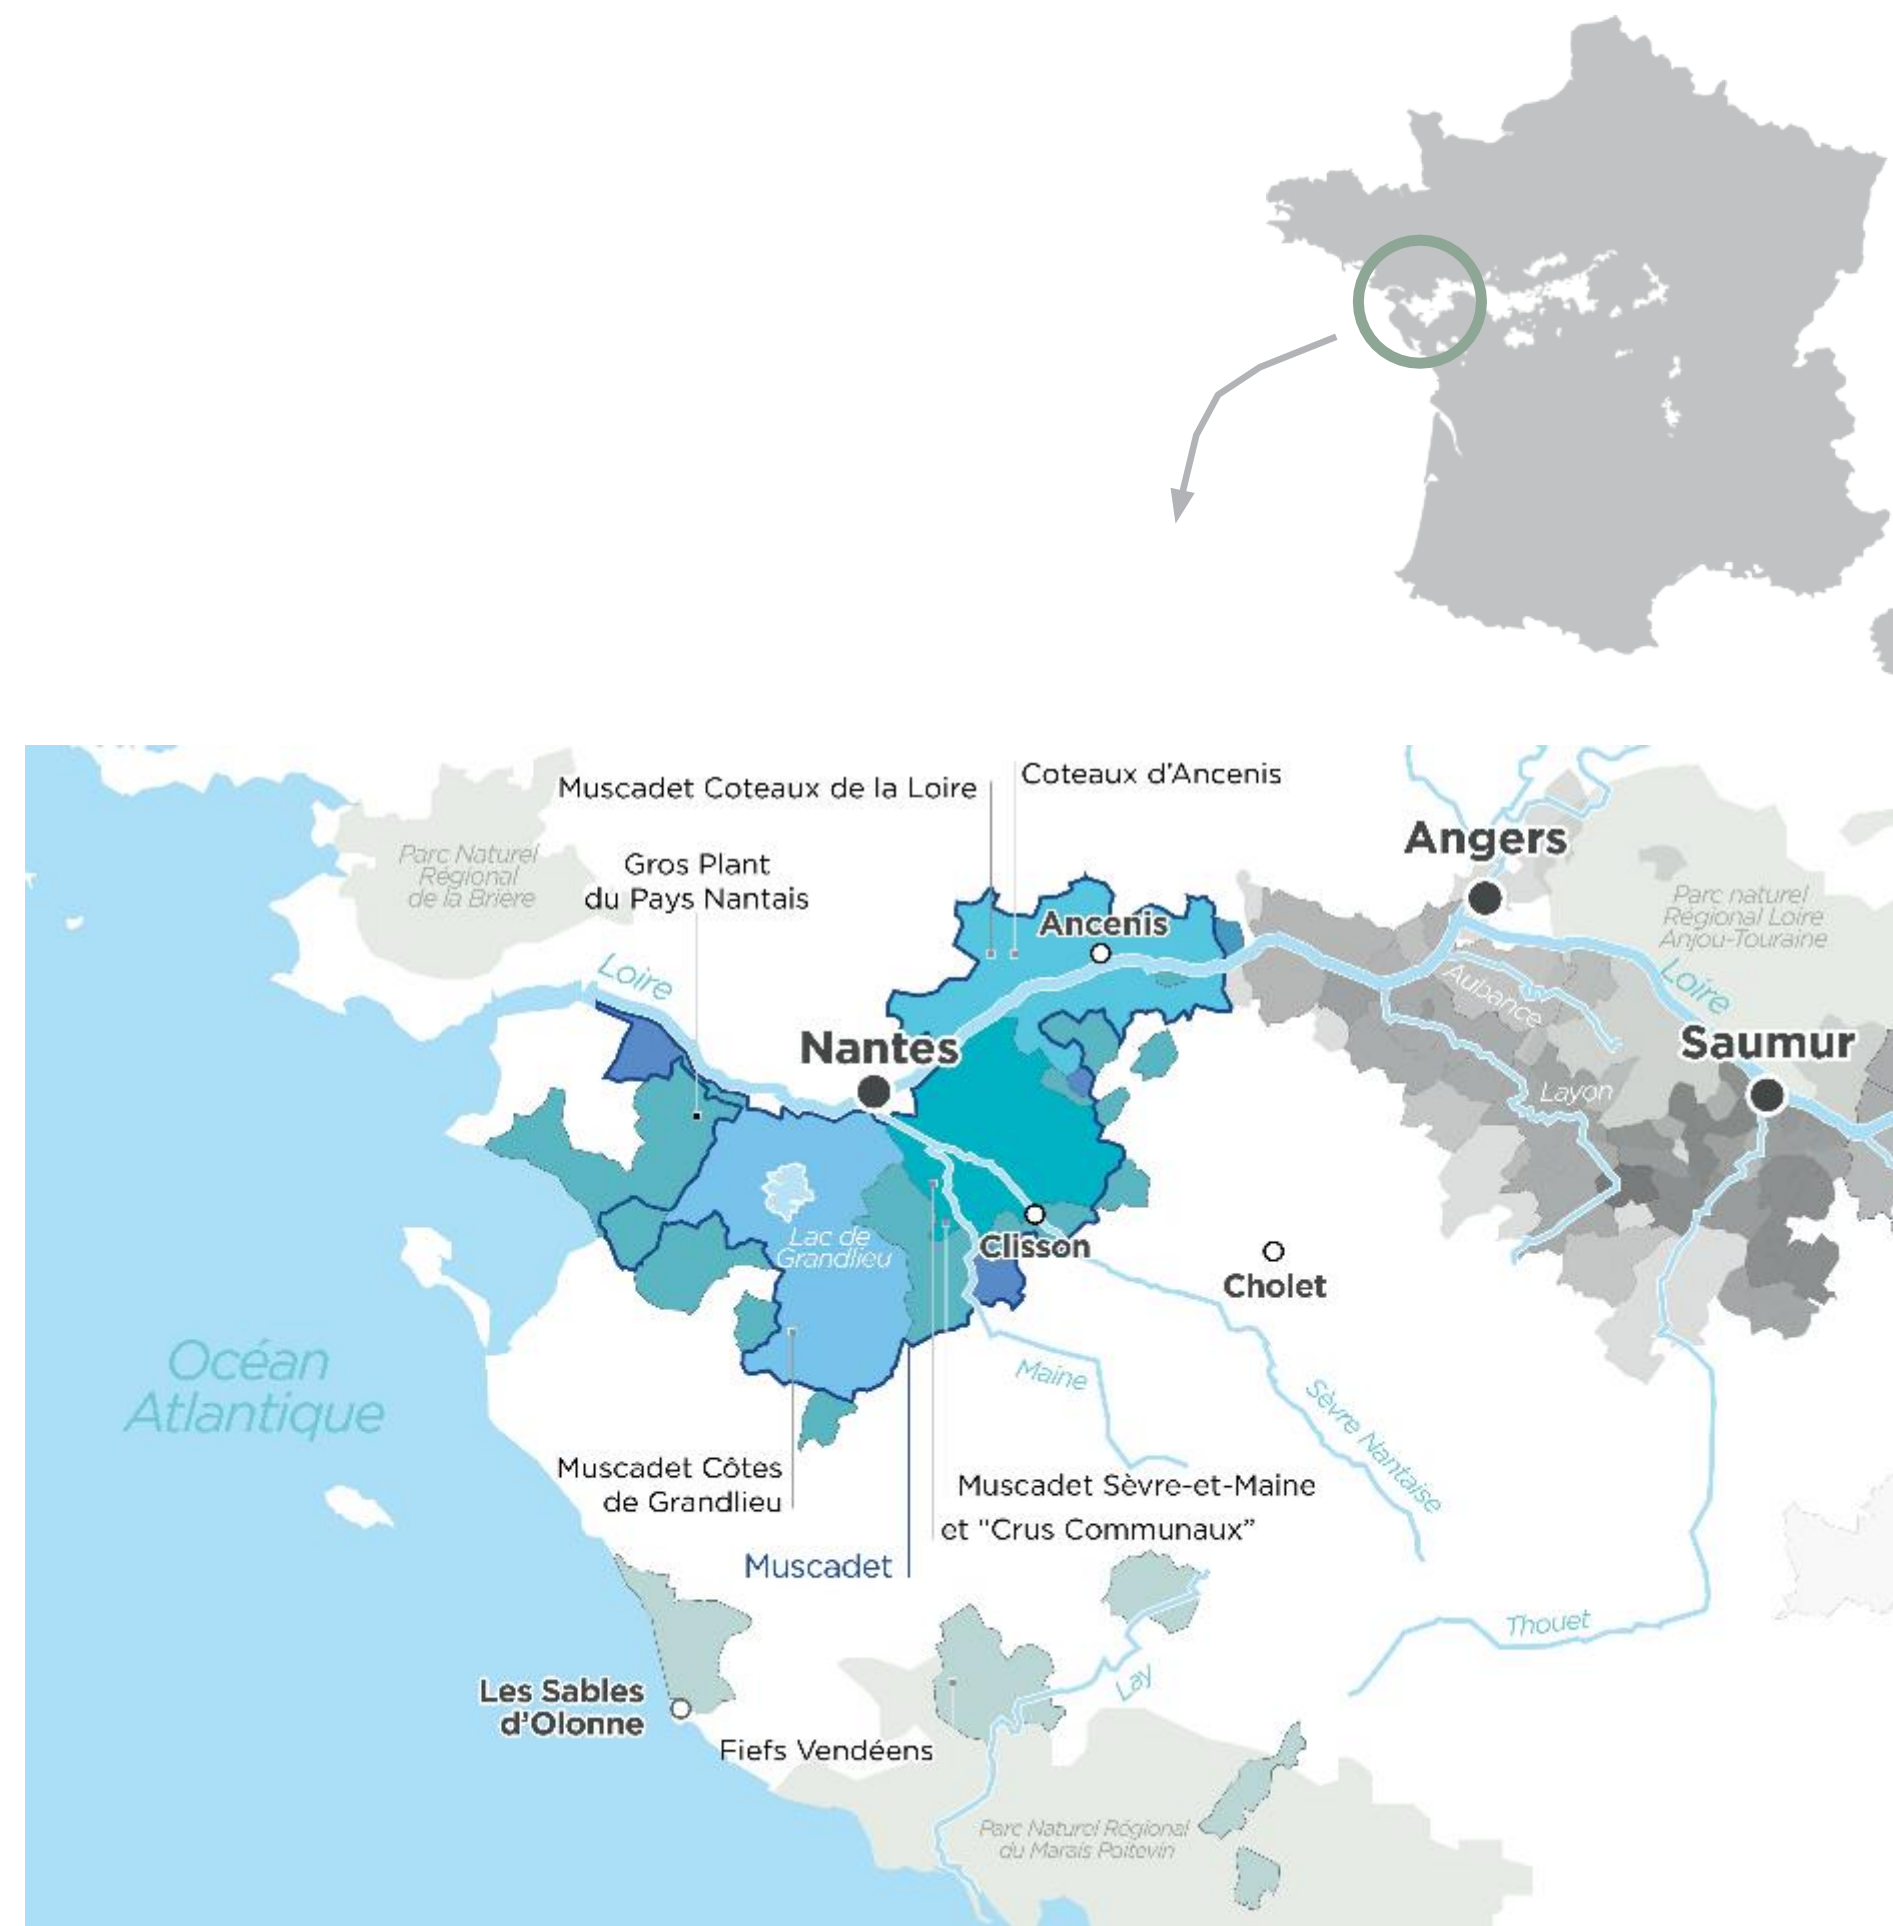 Muscadet Coteaux de la Loire
Coteaux d'Ancenis
Angers
Parc Naturel
Régional
de la Brière
Gros Plant
du Pays Nantais
Parc naturel
Régional Loire
Anjou-Touraine
Ancenis
Loire
Aubance
Loire
Nantes
Saumur
Layon
Lac de
Grandlieu
Clisson
Cholet
Océan
Atlantique
Maine
Sèvre Nantaise
Muscadet Côtes
de Grandlieu
Muscadet Sèvre-et-Maine
et "Crus Communaux”
Muscadet
Thouet
Lay
Les Sables
d'Olonne
Fiefs Vendéens
Parc Naturel Régional
du Marais Poitevin